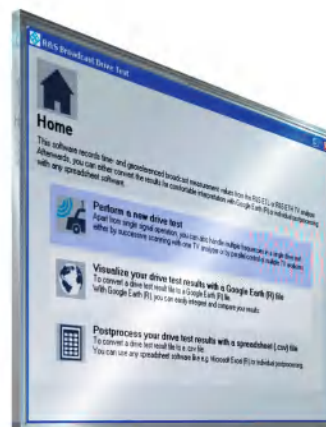 R&S Broadcast Drive Test
Home
This software records time- and georeferenced broadcast measurement values from the R&S ETL or R&S ETH TV analyzer.
Afterwards, you can either convert the results for comfortable interpretation with Google Earth (R) or individual postprocessing
with any spreadsheet software.
Perform a new drive test
Apart from single signal operation, you can also handle multiple frequencies in a single drive test
either by successive scanning with one TV analyzer or by parallel control of multiple TV analyzers.
Visualize your drive test results with a Google Earth (R) file
To convert a drive test result file to a Google Earth (R) file.
With Google Earth (R), you can easily interpret and compare your results.
Postprocess your drive test results with a spreadsheet (.csv) file
To convert a drive test result file to a .csv file.
You can use any spreadsheet software like e.g. Microsoft Excel (R) for individual postprocessing.